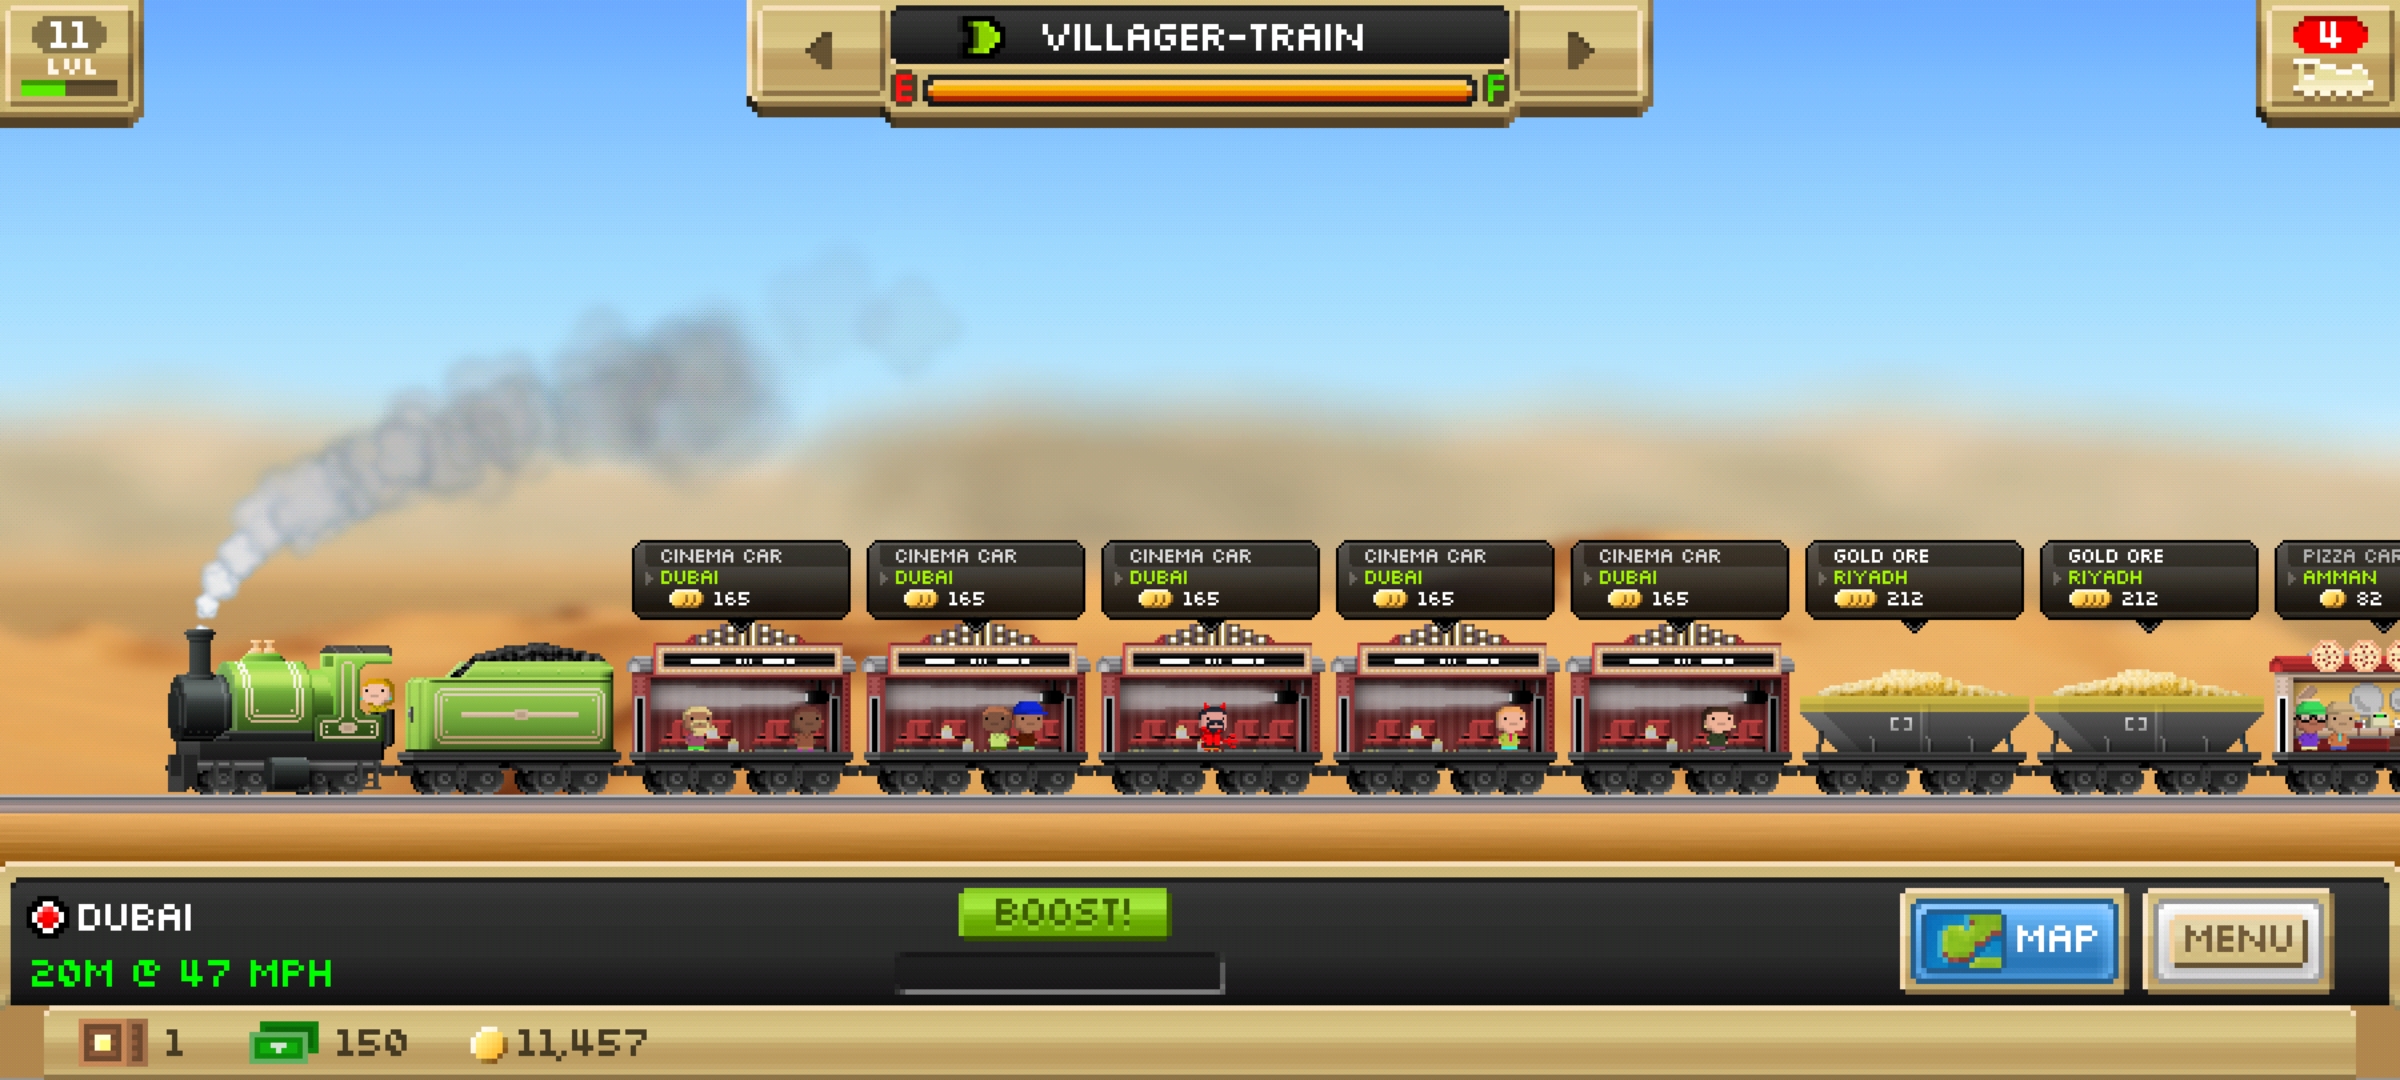 11
LVL
VILLAGER-TRAIN
E F
4
CINEMA CAR
DUBAI
165
CINEMA CAR
DUBAI
165
CINEMA CAR
DUBAI
165
CINEMA CAR
DUBAI
165
CINEMA CAR
DUBAI
165
GOLD ORE
RIYADH
212
GOLD ORE
RIYADH
212
PIZZA CAR
AMMAN
82
DUBAI
20M @ 47 MPH
BOOST!
MAP
MENU
1
150
11,457